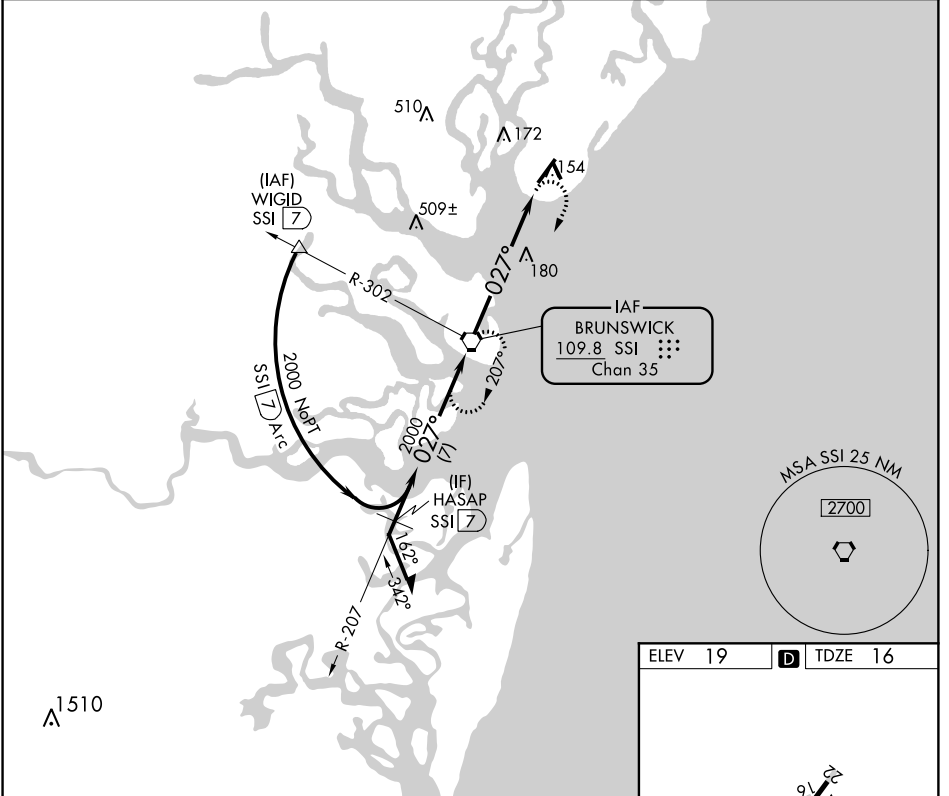 510
172
154
(IAF)
WIGID
SSI 7
509±
R-302
027°
180
IAF
BRUNSWICK
109.8 SSI
Chan 35
207°
2000 NoPT
SSI 7 Arc
2000
027°
(7)
(IF)
HASAP
SSI 7
162°
342°
R-207
1510
MSA SSI 25 NM
2700
ELEV 19 D TDZE 16
22
16